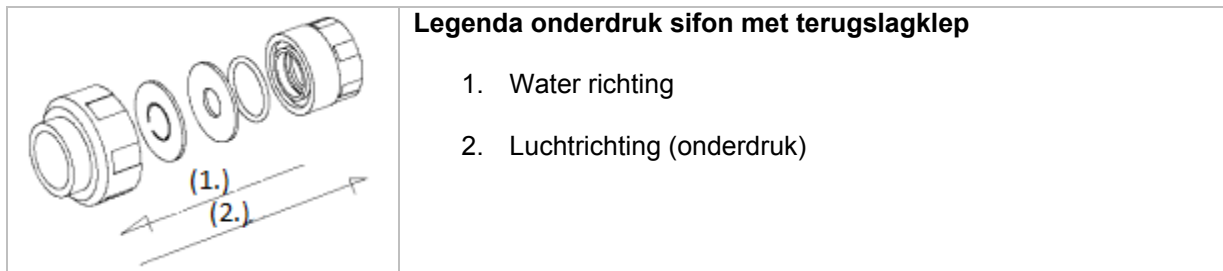 Legenda onderdruk sifon met terugslagklep
1. Water richting
2. Luchtrichting (onderdruk)
(1.)
(2.)